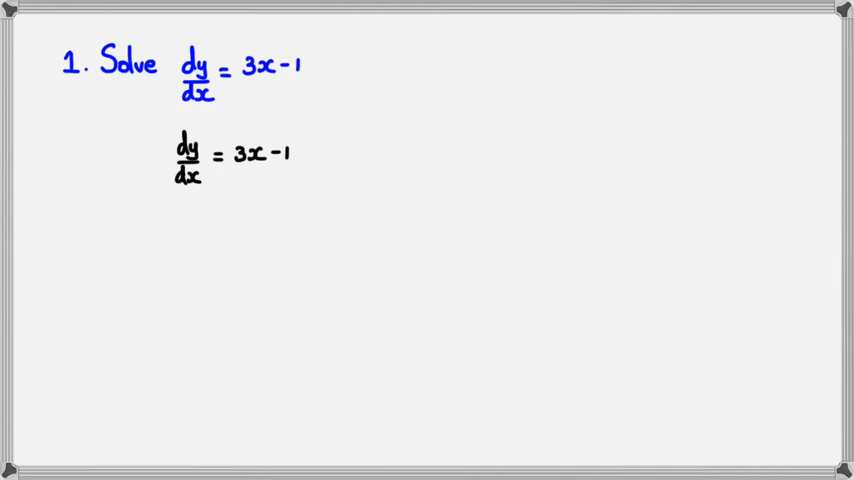 1. Solve dy/dx = 3x - 1
dy/dx = 3x - 1